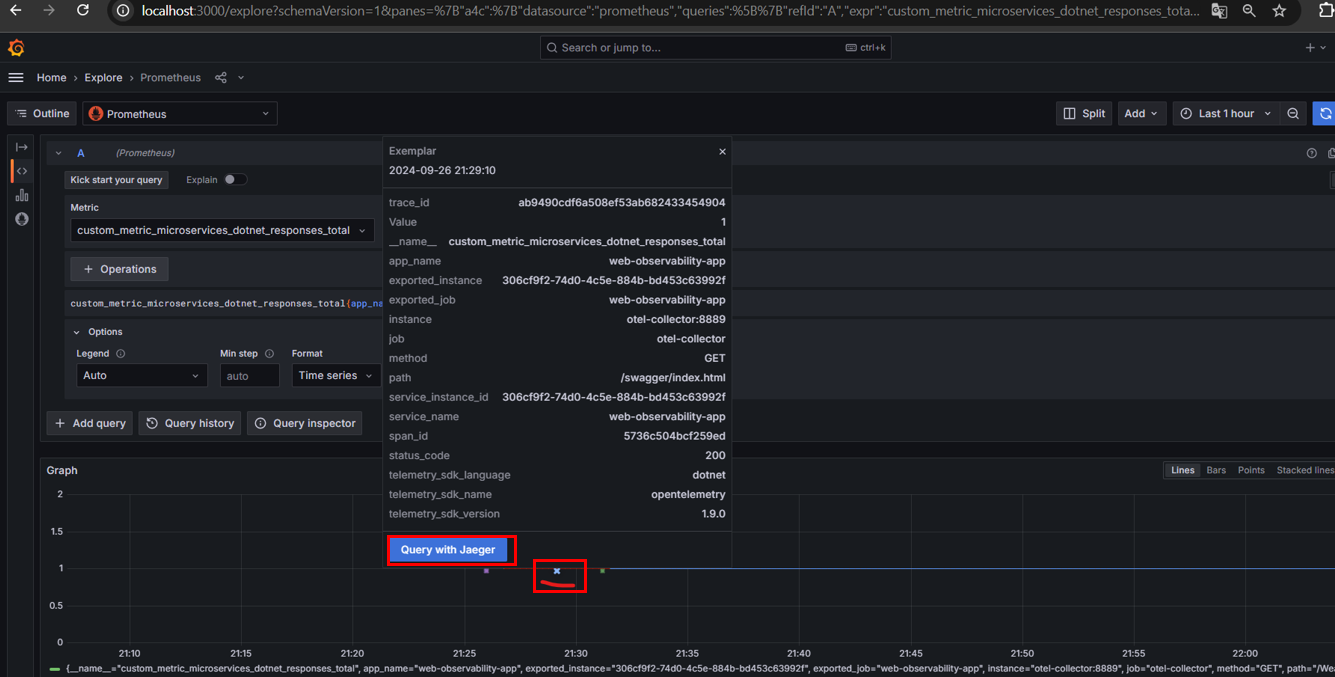 localhost:3000/explore?schemaVersion=1&panes=%7B"a4c":%7B"datasource":"prometheus","queries":%5B%7B"refId":"A","expr":"custom_metric_microservices_dotnet_responses_tota...
Search or jump to... ctrl+k
Home › Explore › Prometheus
Outline Prometheus Split Add Last 1 hour
A (Prometheus)
Kick start your query Explain
Metric
custom_metric_microservices_dotnet_responses_total
+ Operations
custom_metric_microservices_dotnet_responses_total{app_na
Options
Legend Min step Format
Auto auto Time series
+ Add query Query history Query inspector
Exemplar
2024-09-26 21:29:10
trace_id ab9490cdf6a508ef53ab682433454904
Value 1
__name__ custom_metric_microservices_dotnet_responses_total
app_name web-observability-app
exported_instance 306cf9f2-74d0-4c5e-884b-bd453c63992f
exported_job web-observability-app
instance otel-collector:8889
job otel-collector
method GET
path /swagger/index.html
service_instance_id 306cf9f2-74d0-4c5e-884b-bd453c63992f
service_name web-observability-app
span_id 5736c504bcf259ed
status_code 200
telemetry_sdk_language dotnet
telemetry_sdk_name opentelemetry
telemetry_sdk_version 1.9.0
Query with Jaeger
Graph Lines Bars Points Stacked lines
2
1.5
1
0.5
0
21:10 21:15 21:20 21:25 21:30 21:35 21:40 21:45 21:50 21:55 22:00
{__name__="custom_metric_microservices_dotnet_responses_total", app_name="web-observability-app", exported_instance="306cf9f2-74d0-4c5e-884b-bd453c63992f", exported_job="web-observability-app", instance="otel-collector:8889", job="otel-collector", method="GET", path="/Wea